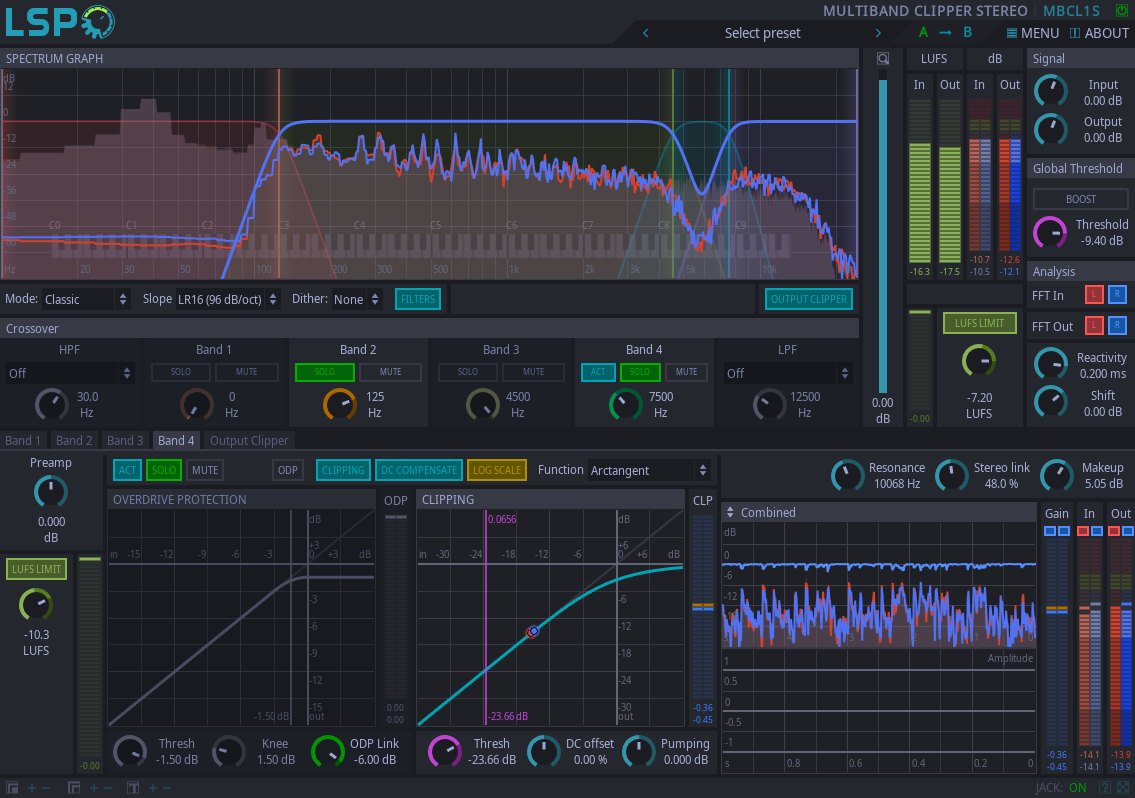 LSP MULTIBAND CLIPPER STEREO MBCL1S
Select preset A B MENU ABOUT
SPECTRUM GRAPH
dB
12
0
-12
-24
-36
-48
-60
C0 C1 C2 C3 C4 C5 C6 C7 C8 C9
Hz 20 30 50 100 200 300 500 1k 2k 3k 5k 10k
Mode: Classic Slope LR16 (96 dB/oct) Dither: None FILTERS OUTPUT CLIPPER
0.00
dB
LUFS dB
In Out In Out
-16.3 -17.5 -10.7 -12.6
-10.5 -12.1
-0.00
LUFS LIMIT
-7.20
LUFS
Signal
Input
0.00 dB
Output
0.00 dB
Global Threshold
BOOST
Threshold
-9.40 dB
Analysis
FFT In L R
FFT Out L R
Reactivity
0.200 ms
Shift
0.00 dB
Crossover
HPF Band 1 Band 2 Band 3 Band 4 LPF
Off SOLO MUTE SOLO MUTE SOLO MUTE ACT SOLO MUTE Off
30.0 0 125 4500 7500 12500
Hz Hz Hz Hz Hz Hz
Band 1 Band 2 Band 3 Band 4 Output Clipper
Preamp
0.000
dB
LUFS LIMIT
-10.3
LUFS
-0.00
ACT SOLO MUTE ODP CLIPPING DC COMPENSATE LOG SCALE Function Arctangent
OVERDRIVE PROTECTION
dB
+3
in -15 -12 -9 -6 -3 0 +3 dB
-3
-6
-9
-12
-15
-1.50 dB out
ODP
0.00
0.00
CLIPPING
0.0656 dB
+6
in -30 -24 -18 -12 -6 0 +6 dB
-6
-12
-18
-24
-30
-23.66 dB out
CLP
-0.36
-0.45
Thresh
-1.50 dB
Knee
1.50 dB
ODP Link
-6.00 dB
Thresh
-23.66 dB
DC offset
0.00 %
Pumping
0.000 dB
Resonance
10068 Hz
Stereo link
48.0 %
Makeup
5.05 dB
Combined
dB
0
-6
-12
Amplitude
1
0.5
0
-0.5
-1
s 0.8 0.6 0.4 0.2 0
Gain In Out
-0.36 -14.1 -13.9
-0.45 -14.1 -13.9
JACK: ON